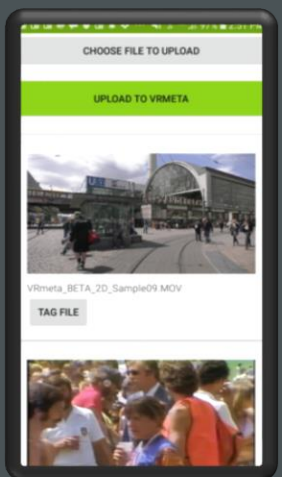 CHOOSE FILE TO UPLOAD
UPLOAD TO VRMETA
U
VRmeta_BETA_2D_Sample09.MOV
TAG FILE